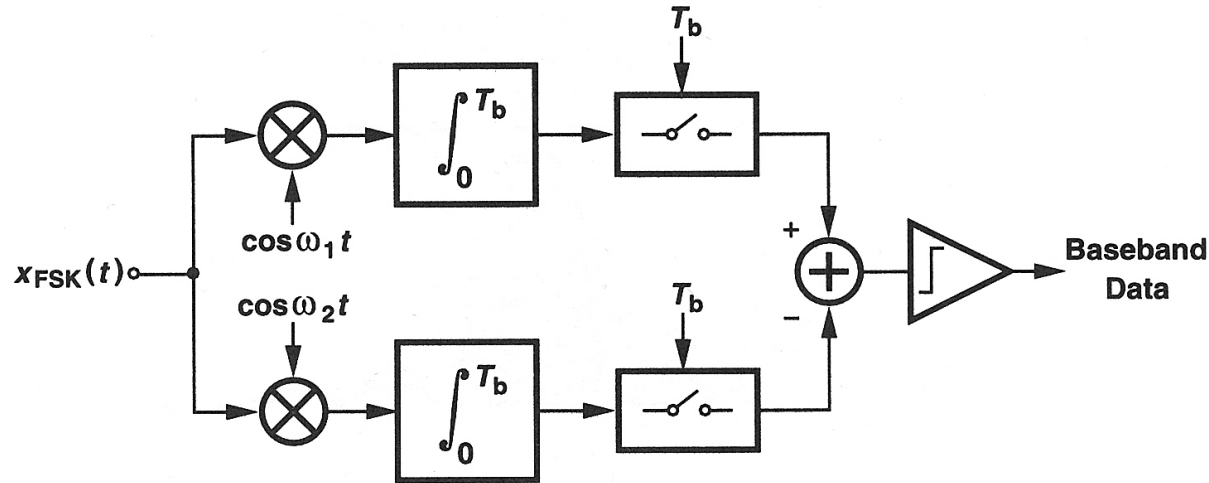 T_b
∫_0^{T_b}
cos ω_1 t
+
x_FSK(t)
Baseband
Data
cos ω_2 t
T_b
−
∫_0^{T_b}